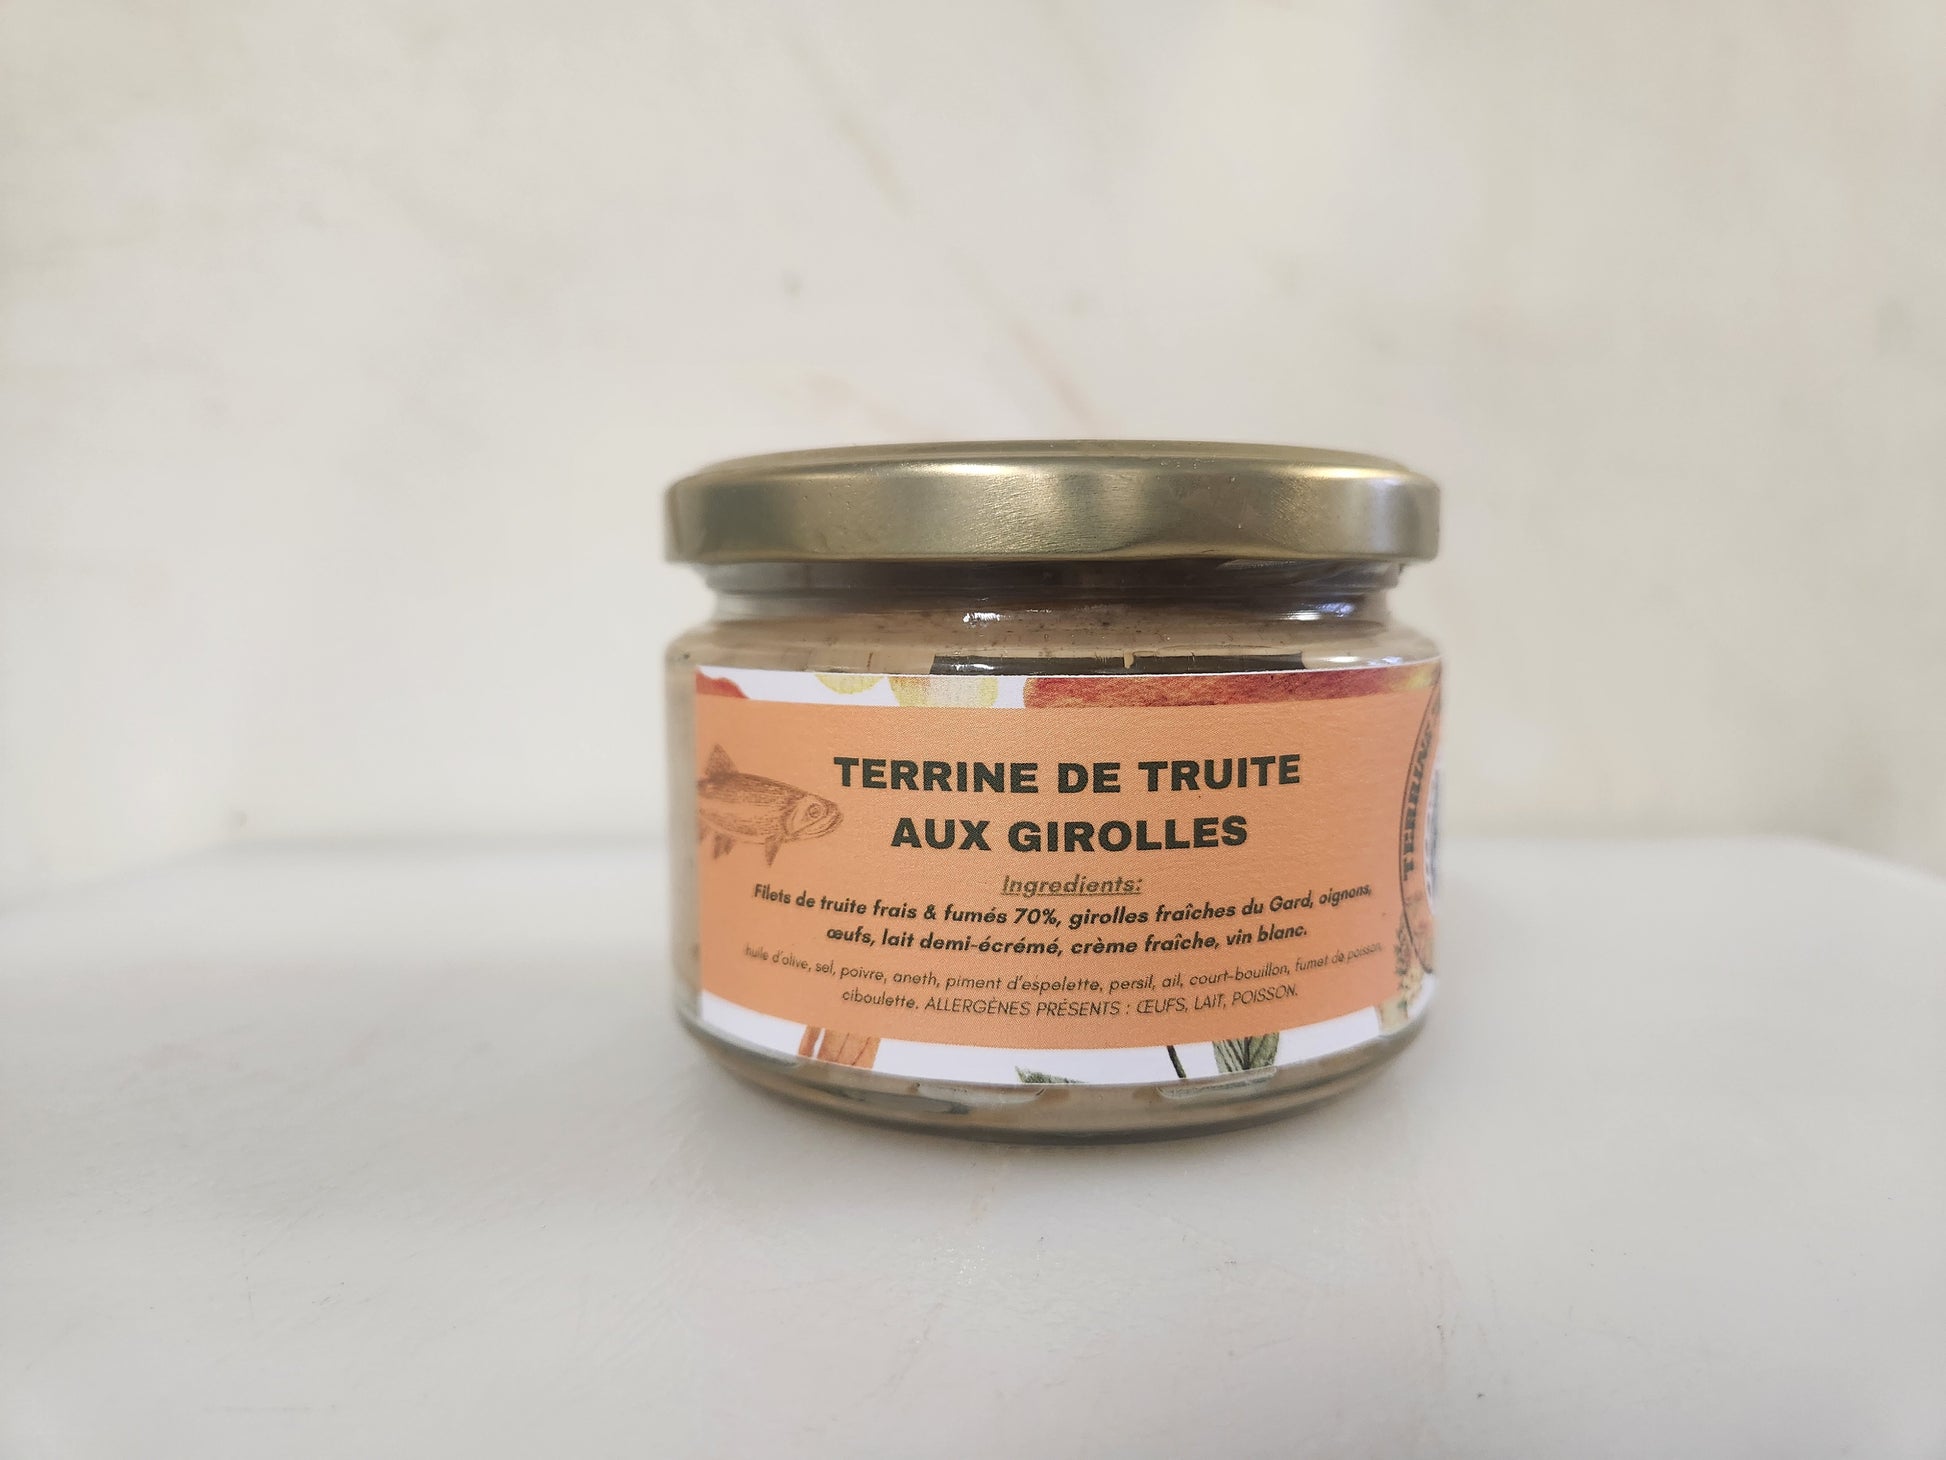 TERRINE DE TRUITE
AUX GIROLLES
Ingredients:
Filets de truite frais & fumés 70%, girolles fraîches du Gard, oignons,
œufs, lait demi-écrémé, crème fraîche, vin blanc.
huile d'olive, sel, poivre, aneth, piment d'espelette, persil, ail, court-bouillon, fumet de poisson,
ciboulette. ALLERGÈNES PRÉSENTS : ŒUFS, LAIT, POISSON.